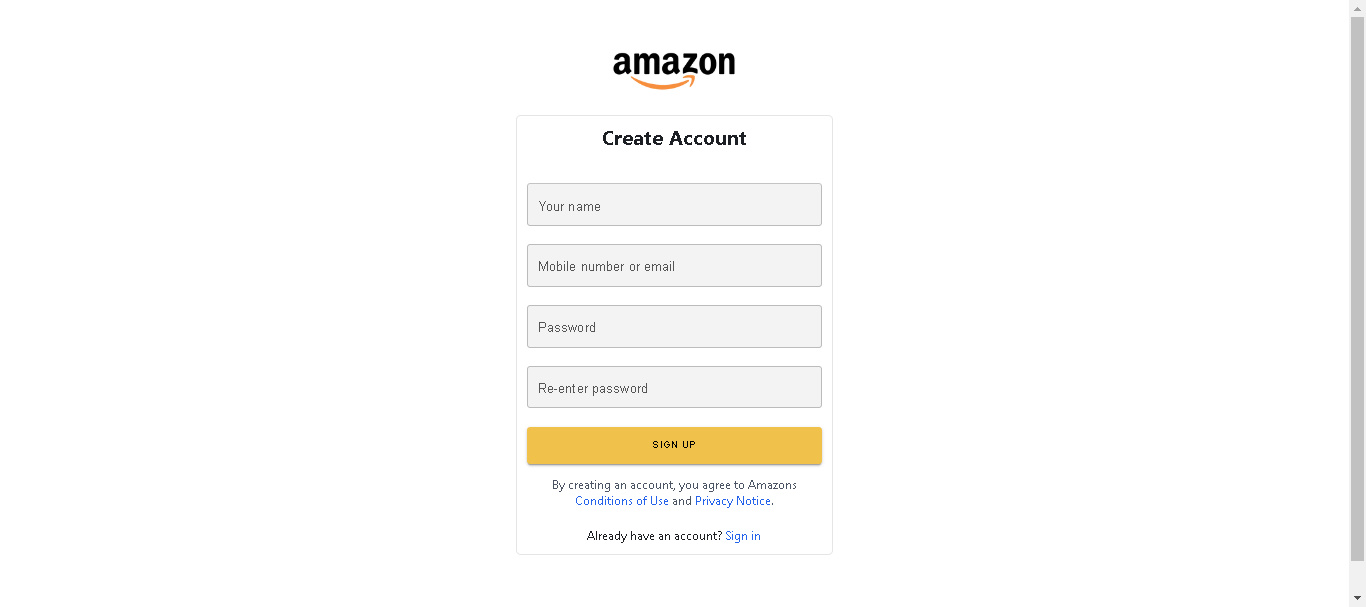 amazon
Create Account
Your name
Mobile number or email
Password
Re-enter password
SIGN UP
By creating an account, you agree to Amazons
Conditions of Use and Privacy Notice.
Already have an account? Sign in